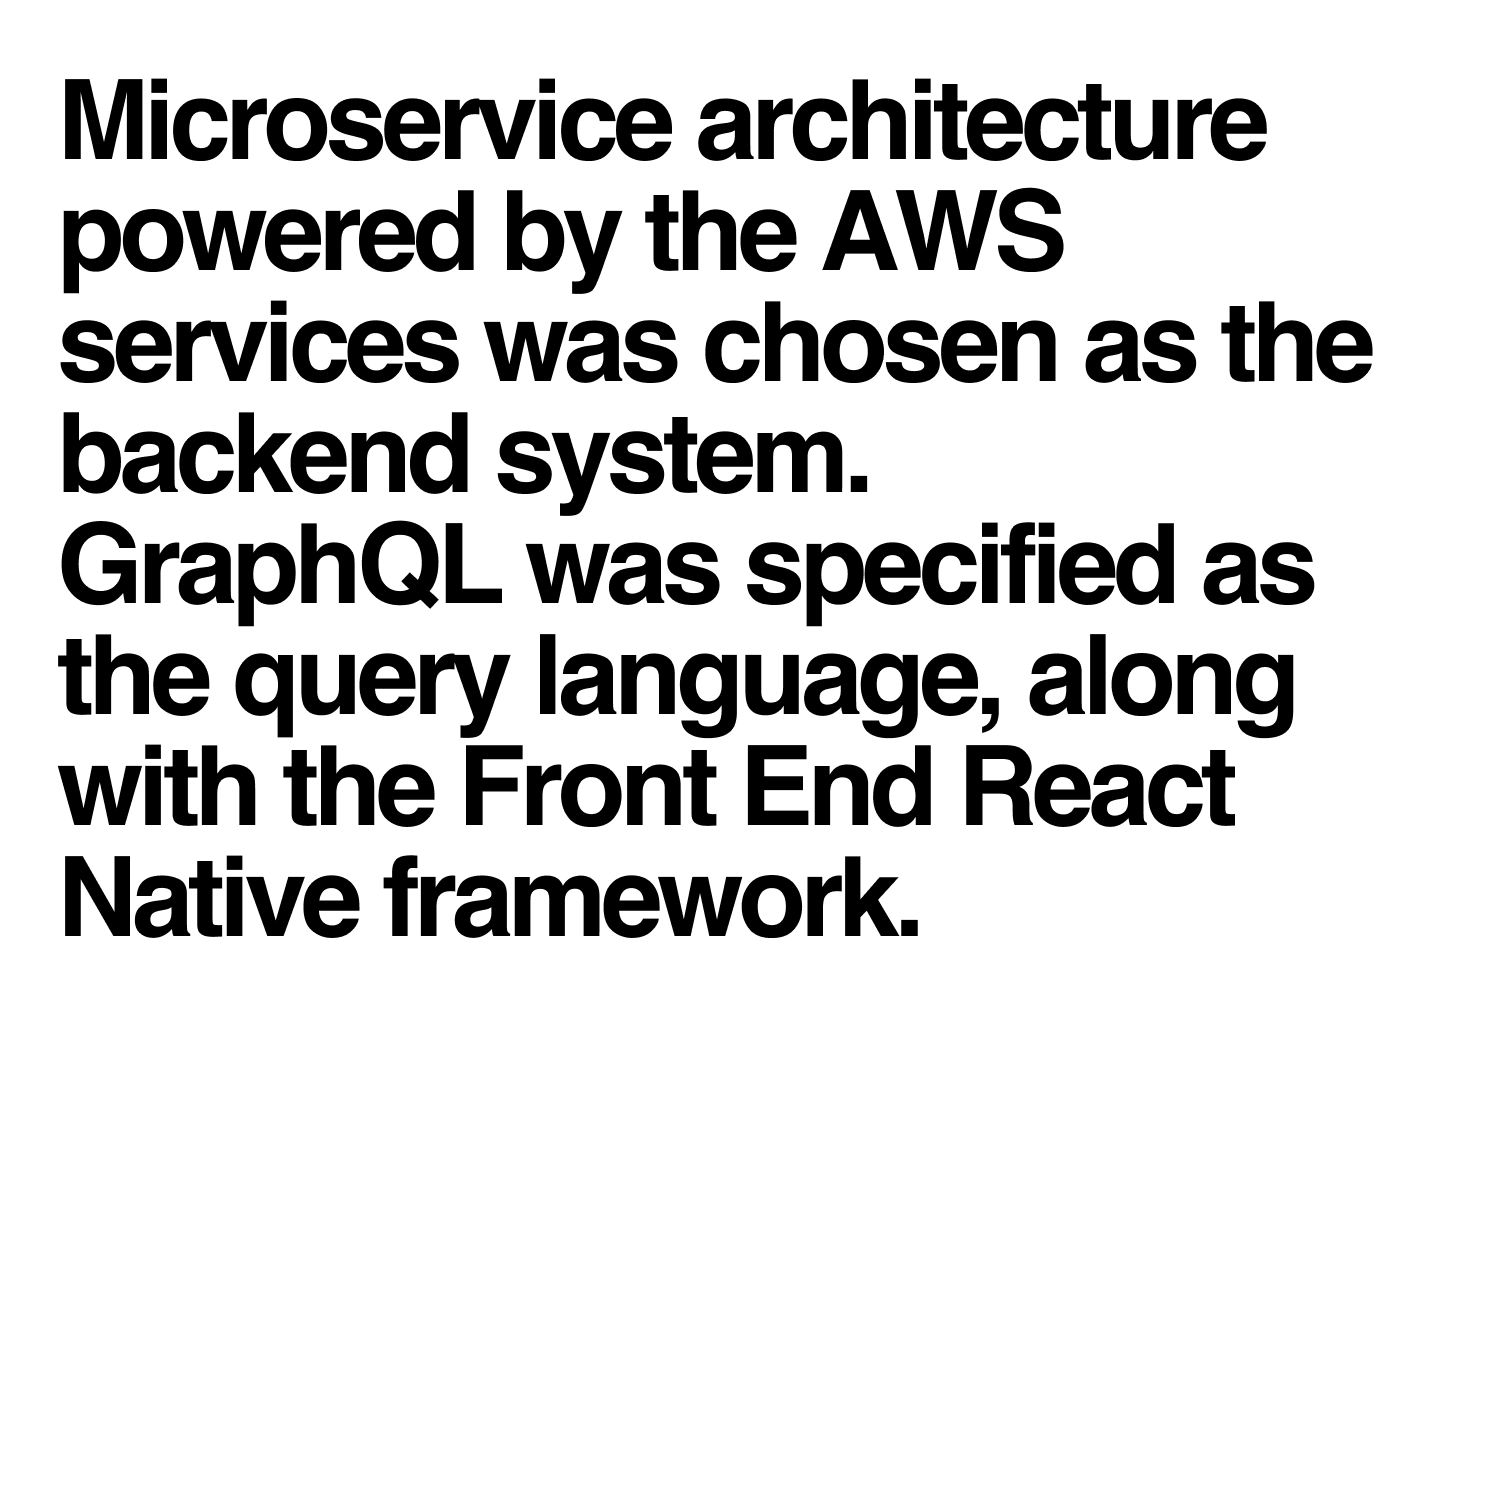 Microservice architecture
powered by the AWS
services was chosen as the
backend system.
GraphQL was specified as
the query language, along
with the Front End React
Native framework.